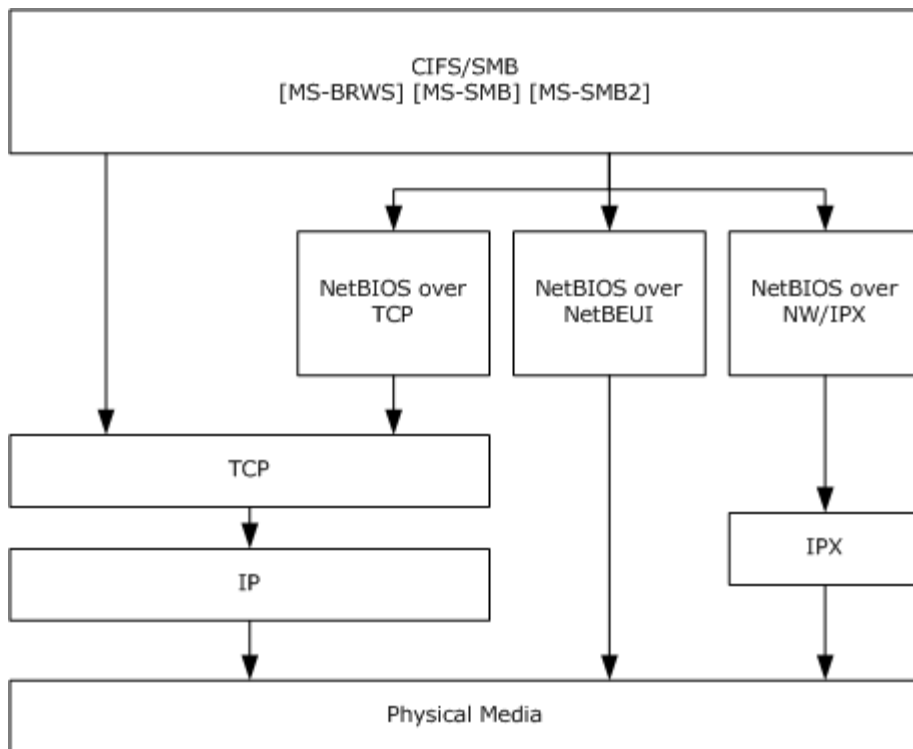 CIFS/SMB
[MS-BRWS] [MS-SMB] [MS-SMB2]
NetBIOS over
TCP
NetBIOS over
NetBEUI
NetBIOS over
NW/IPX
TCP
IPX
IP
Physical Media